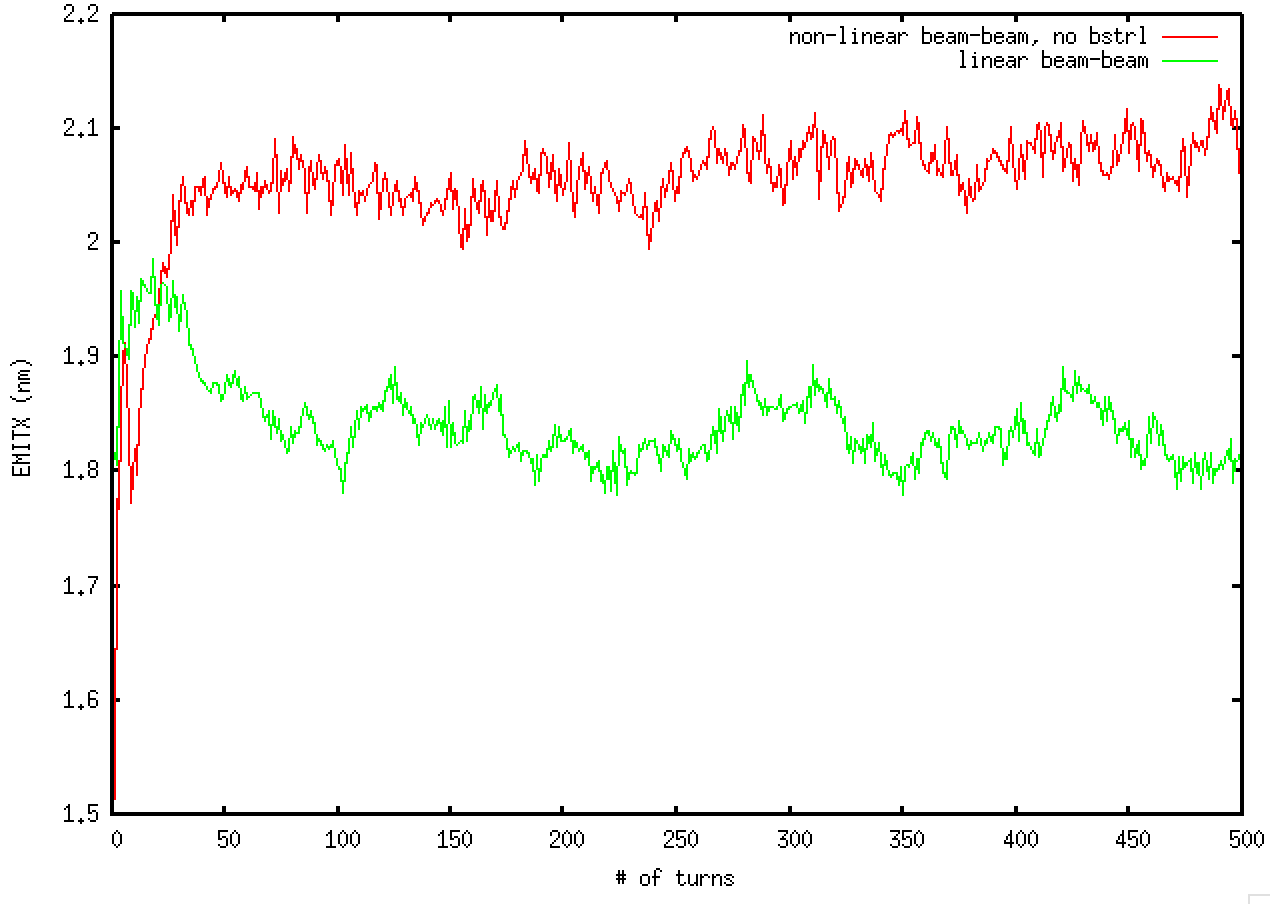 2.2
non-linear beam-beam, no bstrl
linear beam-beam
2.1
2
1.9
1.8
1.7
1.6
1.5
EMITX (nm)
0 50 100 150 200 250 300 350 400 450 500
# of turns